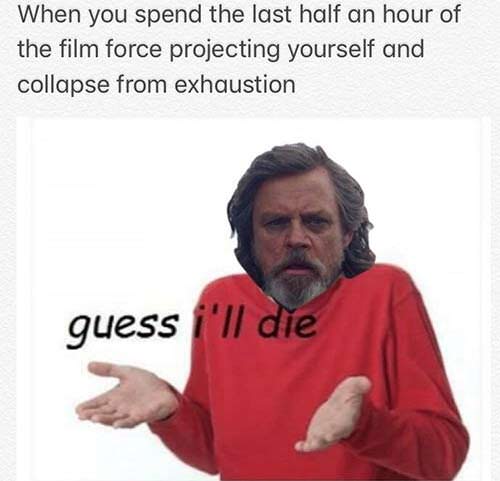 When you spend the last half an hour of
the film force projecting yourself and
collapse from exhaustion
guess i'll die